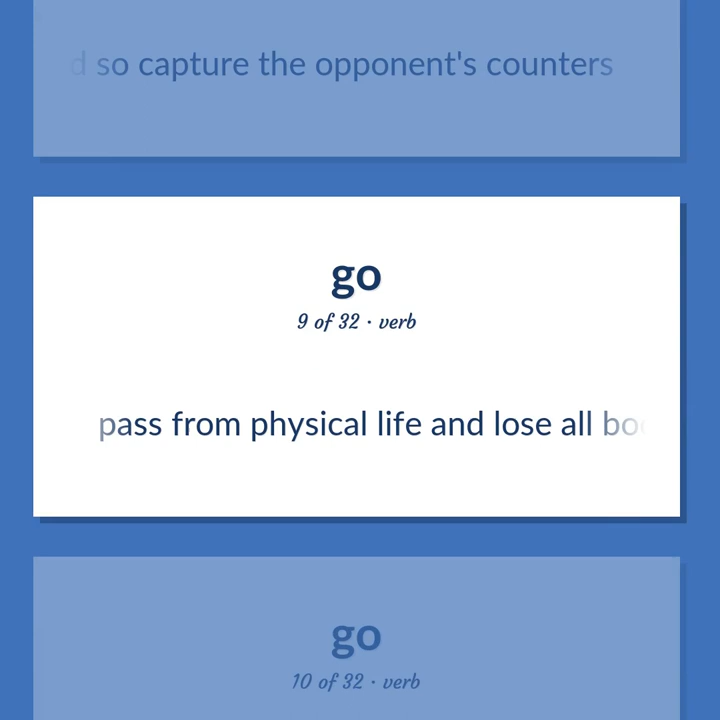 so capture the opponent's counters
go
9 of 32 · verb
pass from physical life and lose all
go
10 of 32 · verb